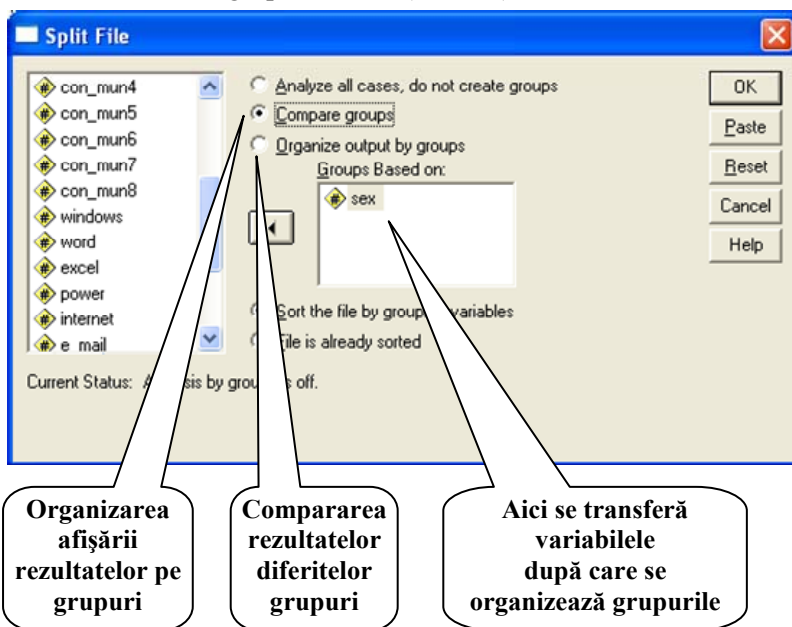 Split File
con_mun4
con_mun5
con_mun6
con_mun7
con_mun8
windows
word
excel
power
internet
e_mail
Analyze all cases, do not create groups
Compare groups
Organize output by groups
Groups Based on:
sex
Sort the file by group variables
File is already sorted
Current Status: A sis by grou s off.
OK
Paste
Reset
Cancel
Help
Organizarea
afişării
rezultatelor pe
grupuri
Compararea
rezultatelor
diferitelor
grupuri
Aici se transferă
variabilele
după care se
organizează grupurile